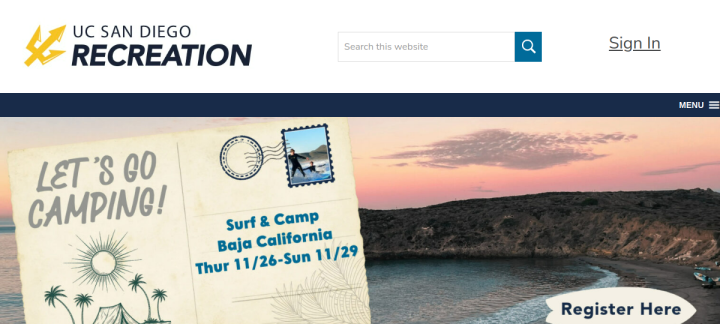 UC SAN DIEGO
RECREATION
Search this website
Sign In
MENU
LET'S GO
CAMPING!
Surf & Camp
Baja California
Thur 11/26-Sun 11/29
Register Here